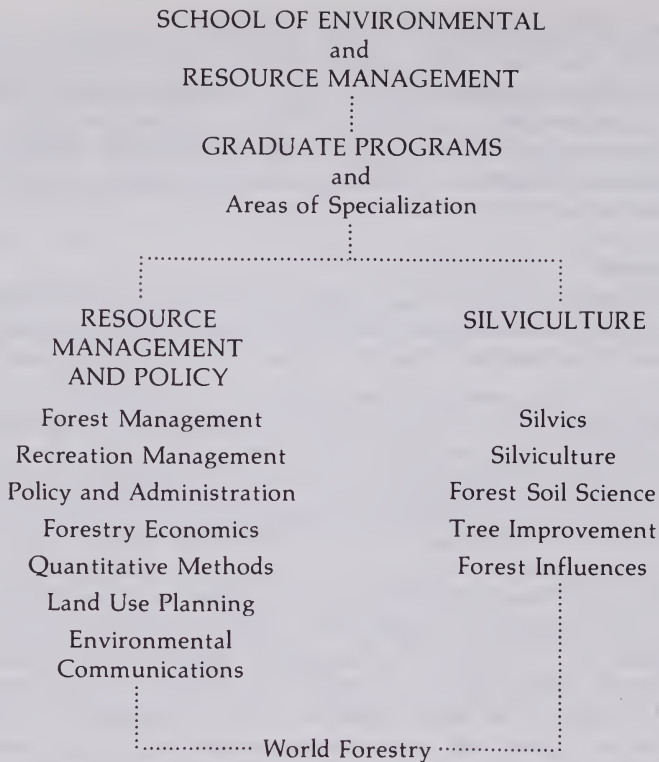 SCHOOL OF ENVIRONMENTAL
and
RESOURCE MANAGEMENT
GRADUATE PROGRAMS
and
Areas of Specialization
RESOURCE
MANAGEMENT
AND POLICY
Forest Management
Recreation Management
Policy and Administration
Forestry Economics
Quantitative Methods
Land Use Planning
Environmental
Communications
SILVICULTURE
Silvics
Silviculture
Forest Soil Science
Tree Improvement
Forest Influences
World Forestry